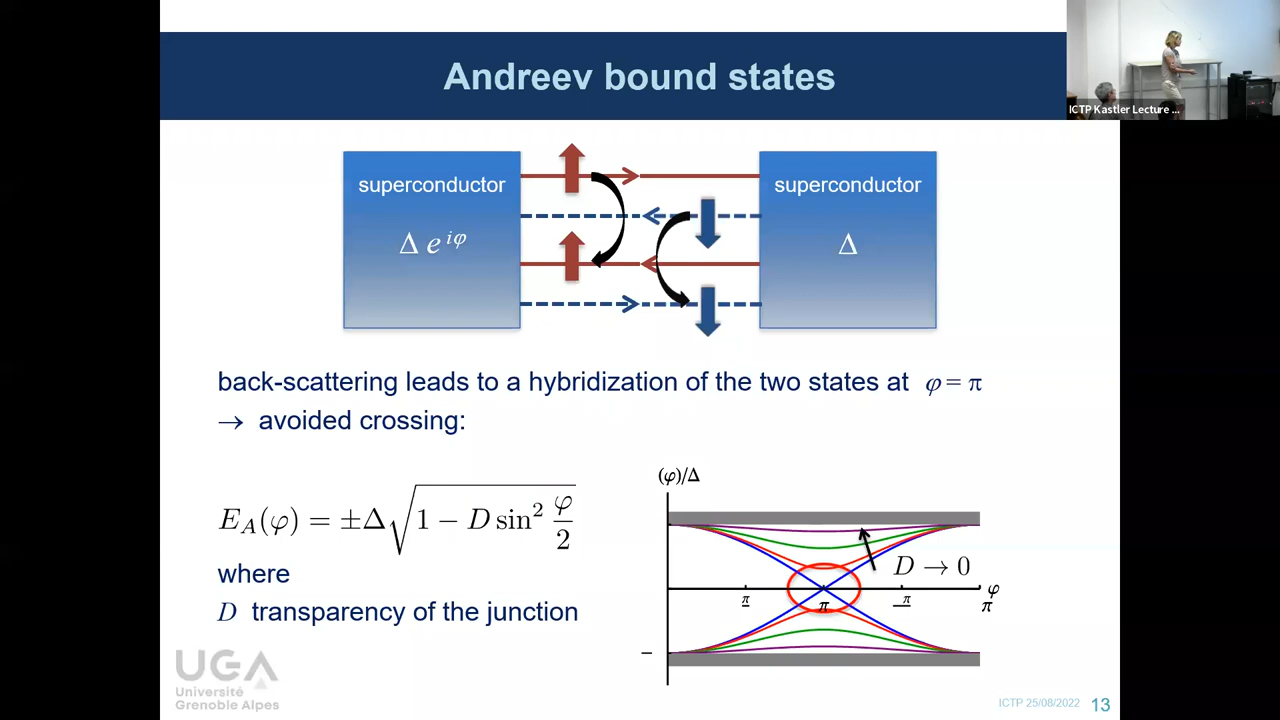 Andreev bound states
ICTP Kastler Lecture ...
superconductor
Δ e^{iφ}
superconductor
Δ
back-scattering leads to a hybridization of the two states at φ = π
→ avoided crossing:
E_A(φ) = ±Δ√(1 − D sin² φ/2)
where
D transparency of the junction
(φ)/Δ
D → 0
π
π
π
φ
π
−
UGA
Université
Grenoble Alpes
ICTP 25/08/2022 13